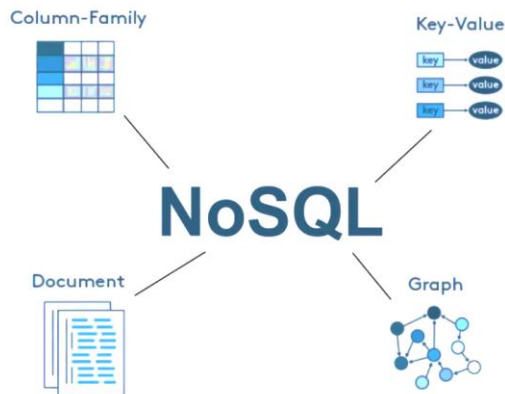 Column-Family
Key-Value
key value
key value
key value
NoSQL
Document
Graph